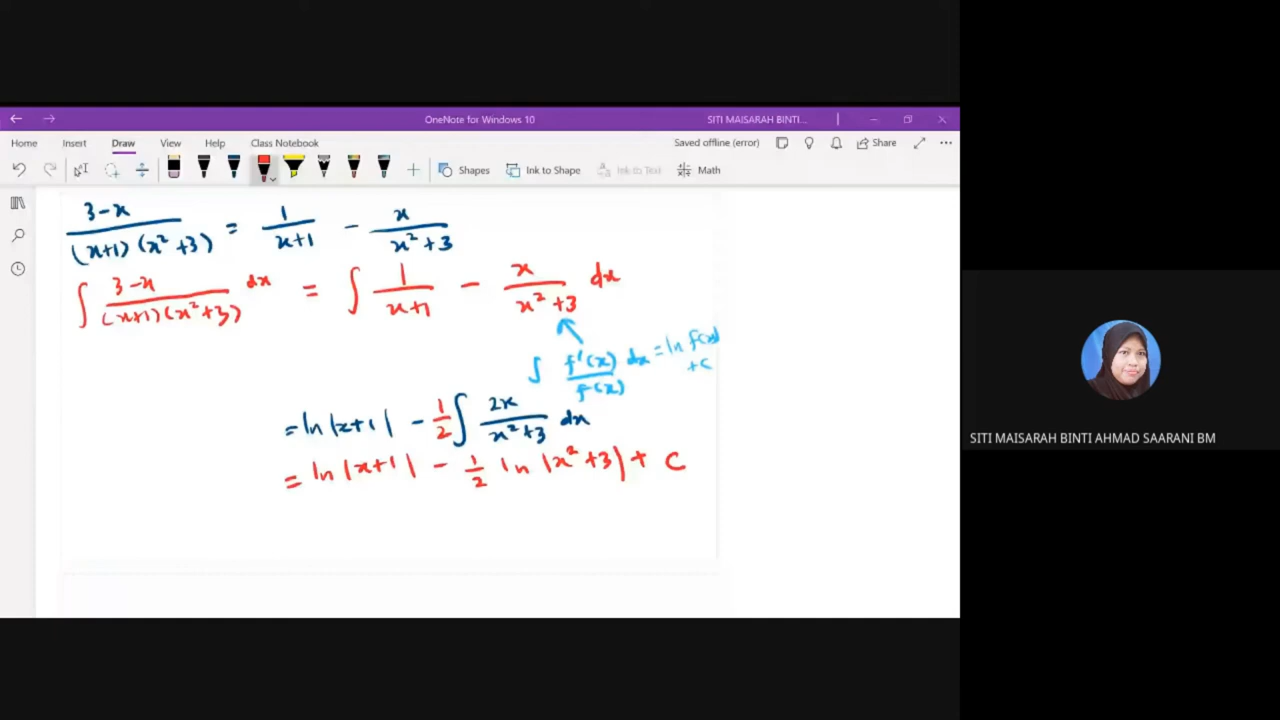 OneNote for Windows 10
SITI MAISARAH BINTI...
Home Insert Draw View Help Class Notebook
Saved offline (error)
Share
Shapes Ink to Shape Ink to Text Math
3-x / (x+1)(x²+3) = 1/(x+1) - x/(x²+3)
∫ 3-x / (x+1)(x²+3) dx = ∫ 1/(x+1) - x/(x²+3) dx
∫ f'(x)/f(x) dx = ln f(x) + c
= ln|x+1| - 1/2 ∫ 2x/(x²+3) dx
= ln|x+1| - 1/2 ln|x²+3| + c
SITI MAISARAH BINTI AHMAD SAARANI BM